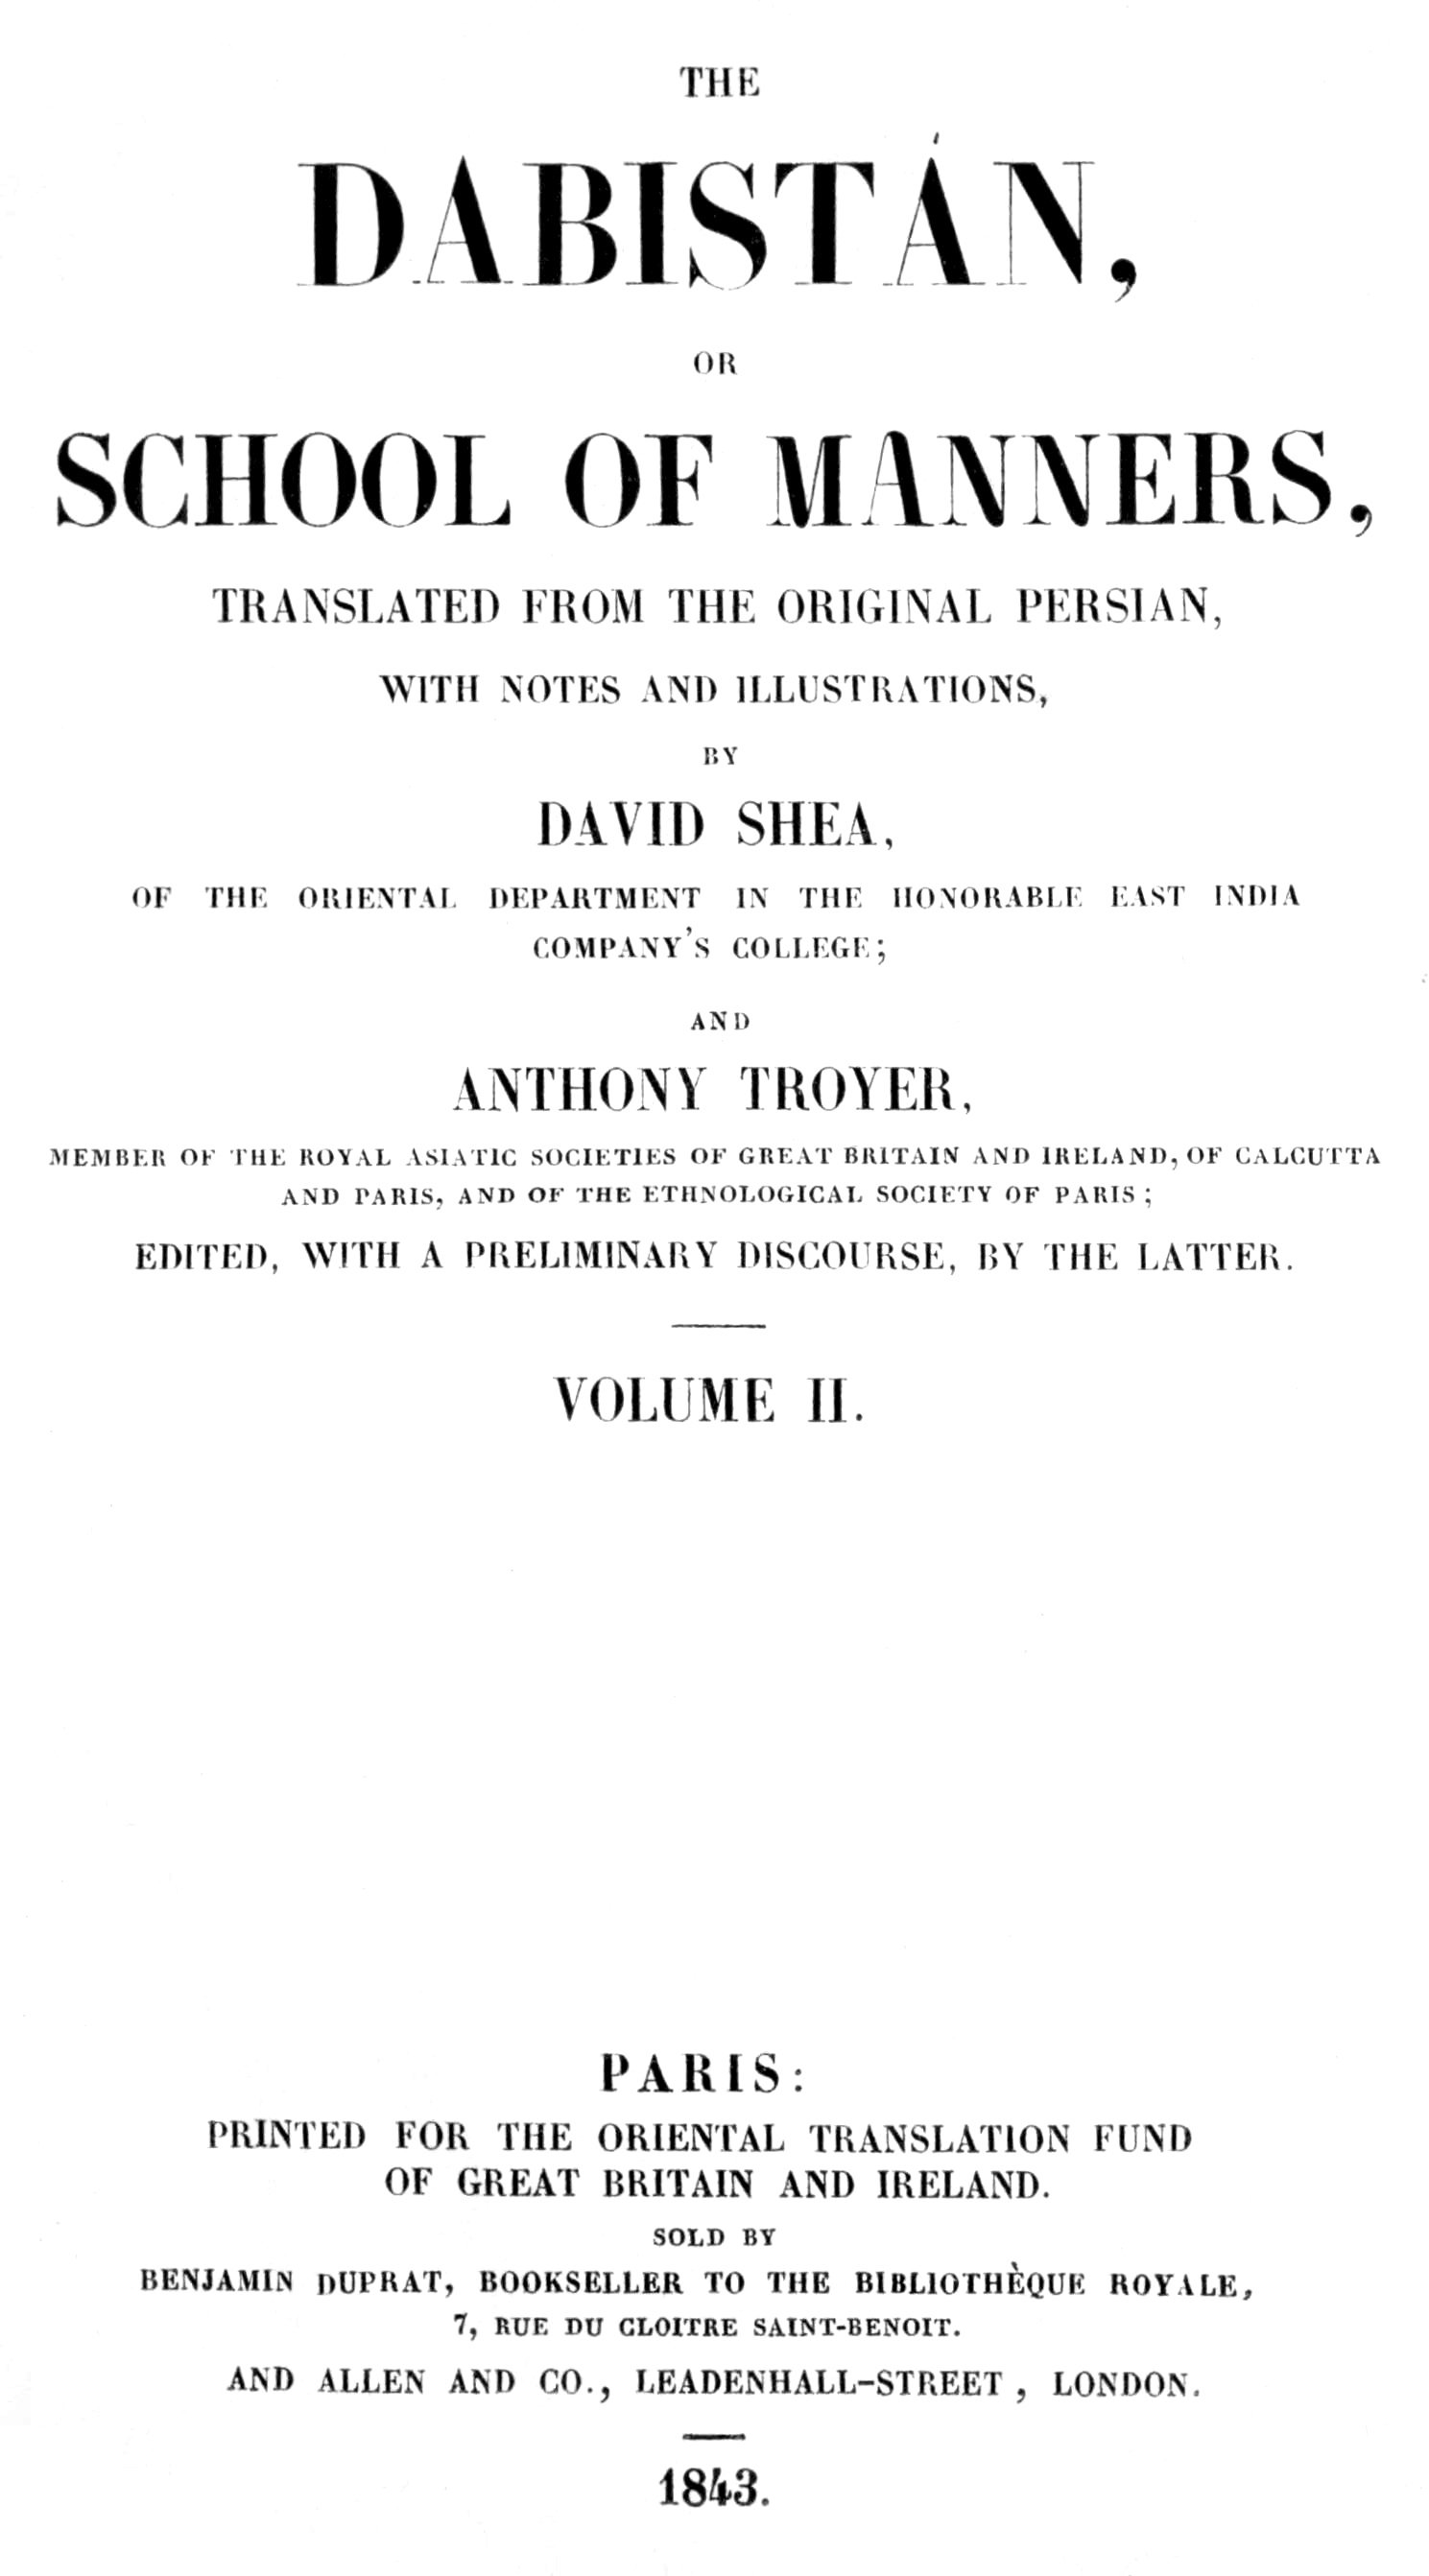 THE
DABISTÁN,
OR
SCHOOL OF MANNERS,
TRANSLATED FROM THE ORIGINAL PERSIAN,
WITH NOTES AND ILLUSTRATIONS,
BY
DAVID SHEA,
OF THE ORIENTAL DEPARTMENT IN THE HONORABLE EAST INDIA
COMPANY'S COLLEGE;
AND
ANTHONY TROYER,
MEMBER OF THE ROYAL ASIATIC SOCIETIES OF GREAT BRITAIN AND IRELAND, OF CALCUTTA
AND PARIS, AND OF THE ETHNOLOGICAL SOCIETY OF PARIS;
EDITED, WITH A PRELIMINARY DISCOURSE, BY THE LATTER.
VOLUME II.
PARIS:
PRINTED FOR THE ORIENTAL TRANSLATION FUND
OF GREAT BRITAIN AND IRELAND.
SOLD BY
BENJAMIN DUPRAT, BOOKSELLER TO THE BIBLIOTHÈQUE ROYALE,
7, RUE DU CLOITRE SAINT-BENOIT.
AND ALLEN AND CO., LEADENHALL-STREET, LONDON.
1843.